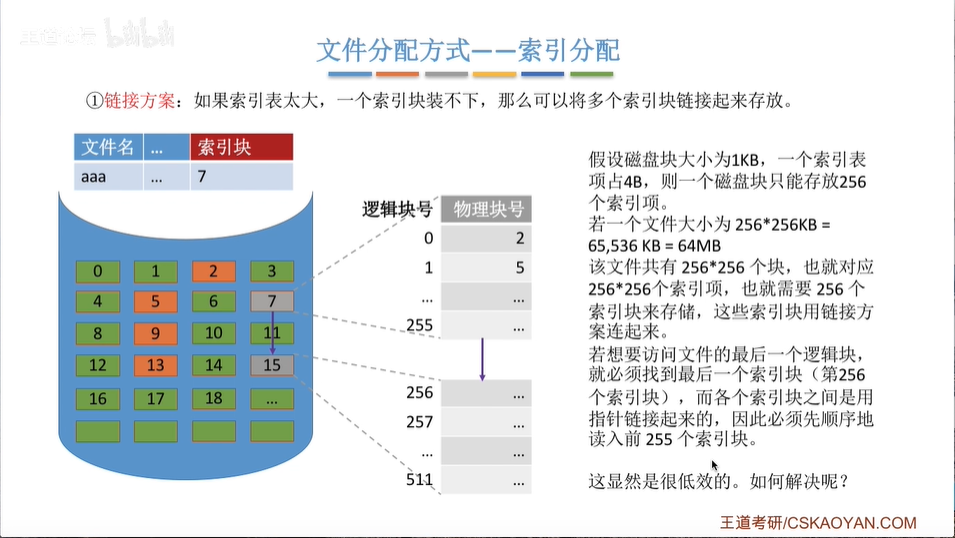 王道考研 bilibili
文件分配方式——索引分配
①链接方案：如果索引表太大，一个索引块装不下，那么可以将多个索引块链接起来存放。
文件名 ... 索引块
aaa ... 7
0 1 2 3
4 5 6 7
8 9 10 11
12 13 14 15
16 17 18 ...
逻辑块号 物理块号
0 2
1 5
... ...
255 ...
256 ...
257 ...
... ...
511 ...
假设磁盘块大小为1KB，一个索引表
项占4B，则一个磁盘块只能存放256
个索引项。
若一个文件大小为 256*256KB =
65,536 KB = 64MB
该文件共有 256*256 个块，也就对应
256*256个索引项，也就需要 256 个
索引块来存储，这些索引块用链接方
案连起来。
若想要访问文件的最后一个逻辑块，
就必须找到最后一个索引块（第256
个索引块），而各个索引块之间是用
指针链接起来的，因此必须先顺序地
读入前 255 个索引块。
这显然是很低效的。如何解决呢？
王道考研/CSKAOYAN.COM